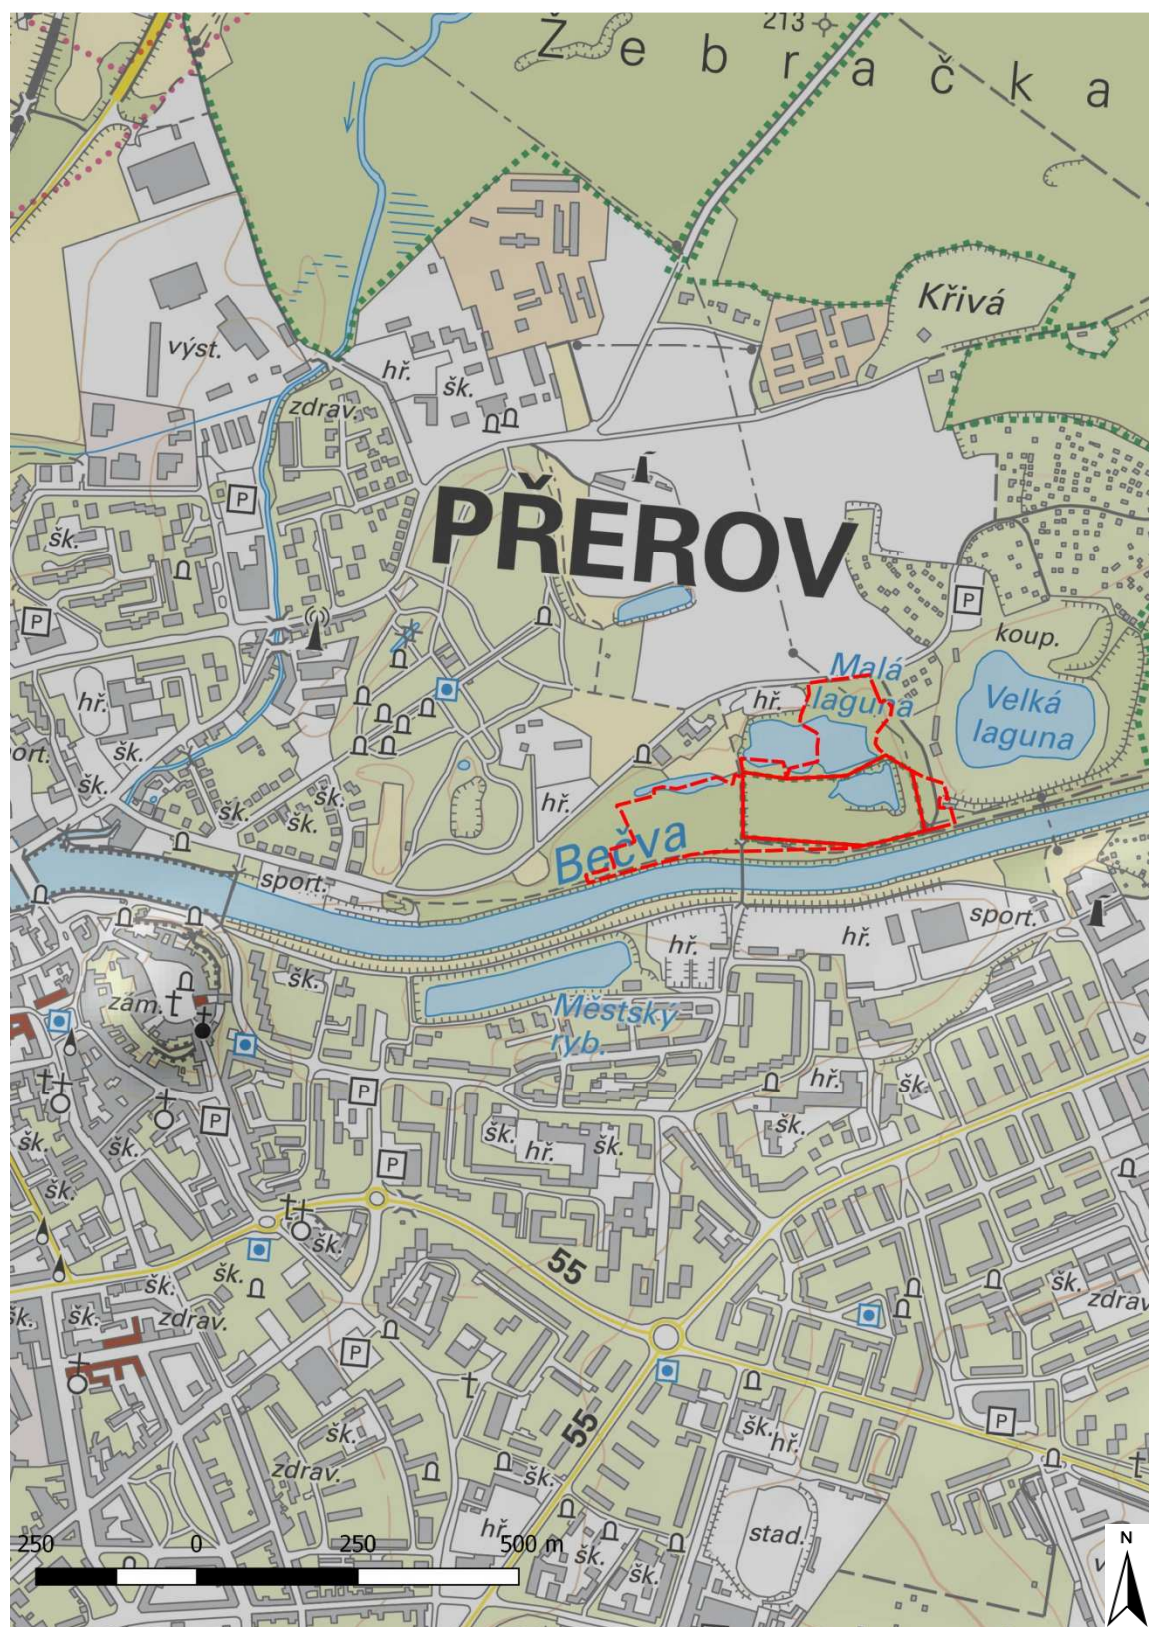 213
Žebračka
Křivá
výst.
hř.
šk.
zdrav.
PŘEROV
P
šk.
P
P
koup.
Malá
laguna
Velká
laguna
hř.
hř.
šk.
šk.
ort.
šk.
šk.
hř.
Bečva
sport.
sport.
hř.
hř.
šk.
zám.
Městský
ryb.
hř.
šk.
P
P
šk.
šk.
šk.
hř.
šk.
šk.
P
šk.
šk.
55
šk.
šk.
šk.
zdrav.
šk.
šk.
zdrav.
P
55
šk.
hř.
P
šk.
zdrav.
šk.
hř.
stad.
šk.
šk.
250 0 250 500 m
N